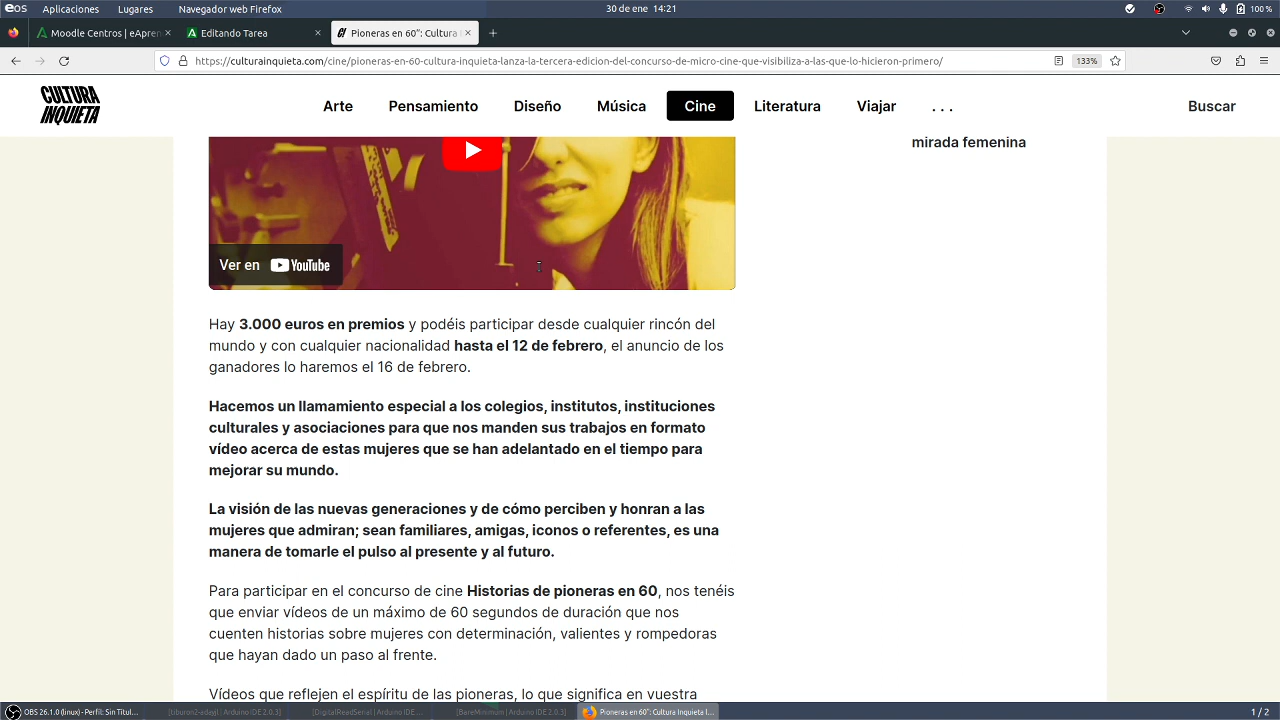 Aplicaciones Lugares Navegador web Firefox 30 de ene 14:21 100 %
Moodle Centros | eApren Editando Tarea Pioneras en 60”: Cultura
https://culturainquieta.com/cine/pioneras-en-60-cultura-inquieta-lanza-la-tercera-edicion-del-concurso-de-micro-cine-que-visibiliza-a-las-que-lo-hicieron-primero/ 133%
CULTURA
INQUIETA
Arte Pensamiento Diseño Música Cine Literatura Viajar . . . Buscar
mirada femenina
Ver en YouTube
Hay 3.000 euros en premios y podéis participar desde cualquier rincón del
mundo y con cualquier nacionalidad hasta el 12 de febrero, el anuncio de los
ganadores lo haremos el 16 de febrero.
Hacemos un llamamiento especial a los colegios, institutos, instituciones
culturales y asociaciones para que nos manden sus trabajos en formato
vídeo acerca de estas mujeres que se han adelantado en el tiempo para
mejorar su mundo.
La visión de las nuevas generaciones y de cómo perciben y honran a las
mujeres que admiran; sean familiares, amigas, iconos o referentes, es una
manera de tomarle el pulso al presente y al futuro.
Para participar en el concurso de cine Historias de pioneras en 60, nos tenéis
que enviar vídeos de un máximo de 60 segundos de duración que nos
cuenten historias sobre mujeres con determinación, valientes y rompedoras
que hayan dado un paso al frente.
Vídeos que reflejen el espíritu de las pioneras, lo que significa en vuestra
OBS 26.1.0 (linux) - Perfil: Sin Títul... [tiburon2-edagl | Arduino IDE 2.0.3] [DigitalReadSerial | Arduino IDE ... [BareMinimum | Arduino IDE 2.0.3] Pioneras en 60”: Cultura Inquieta l... 1 / 2